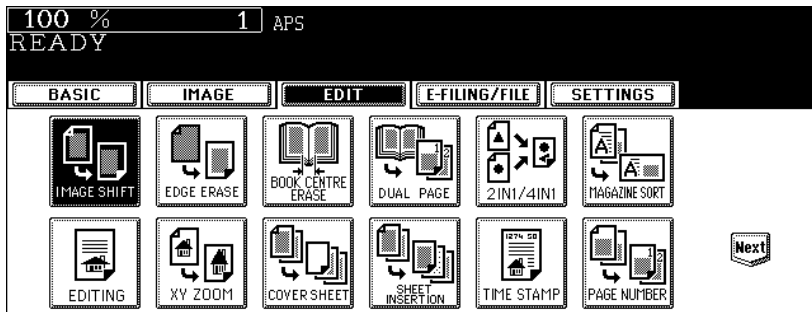 100 % 1 APS
READY
BASIC IMAGE EDIT E-FILING/FILE SETTINGS
IMAGE SHIFT
EDGE ERASE
BOOK CENTRE
ERASE
DUAL PAGE
2IN1/4IN1
MAGAZINE SORT
EDITING
XY ZOOM
COVER SHEET
SHEET
INSERTION
TIME STAMP
PAGE NUMBER
Next